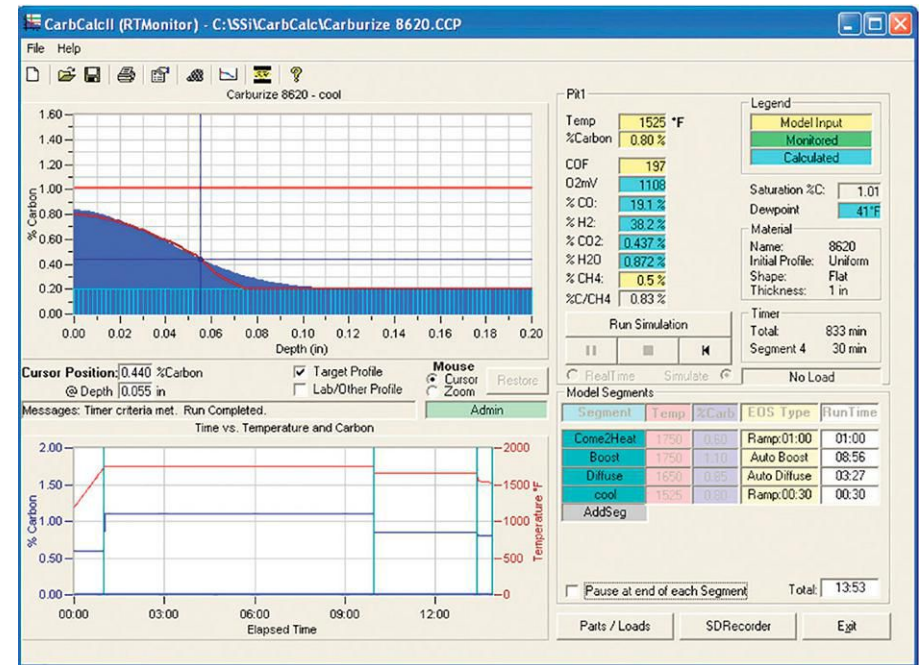 CarbCalcII (RTMonitor) - C:\SSi\CarbCalc\Carburize 8620.CCP
File Help
Carburize 8620 - cool
1.60
1.40
1.20
1.00
0.80
0.60
0.40
0.20
0.00
% Carbon
0.00 0.02 0.04 0.06 0.08 0.10 0.12 0.14 0.16 0.18 0.20
Depth (in)
Cursor Position: 0.440 %Carbon
@ Depth 0.055 in
Target Profile
Lab/Other Profile
Mouse
Cursor
Zoom
Restore
Messages: Timer criteria met. Run Completed.
Admin
Time vs. Temperature and Carbon
2.00
1.50
1.00
0.50
0.00
% Carbon
2000
1500
1000
500
0
Temperature °F
00:00 03:00 06:00 09:00 12:00
Elapsed Time
Pit1
Temp 1525 °F
%Carbon 0.80 %
COF 197
O2mV 1108
% CO: 19.1 %
% H2: 38.2 %
% CO2: 0.437 %
% H2O 0.872 %
% CH4: 0.5 %
%C/CH4 0.83 %
Legend
Model Input
Monitored
Calculated
Saturation %C: 1.01
Dewpoint 41°F
Material
Name: 8620
Initial Profile: Uniform
Shape: Flat
Thickness: 1 in
Run Simulation
RealTime Simulate
Timer
Total: 833 min
Segment 4 30 min
No Load
Model Segments
Segment Temp %Carb EOS Type RunTime
Come2Heat 1750 0.60 Ramp:01:00 01:00
Boost 1750 1.10 Auto Boost 08:56
Diffuse 1650 0.85 Auto Diffuse 03:27
cool 1525 0.80 Ramp:00:30 00:30
AddSeg
Pause at end of each Segment Total: 13:53
Parts / Loads SDRecorder Exit